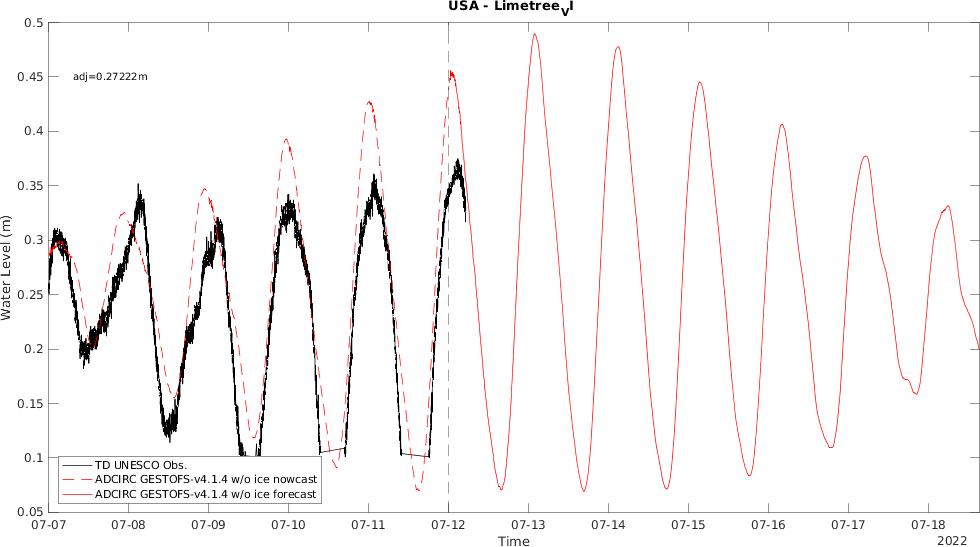 USA - Limetree_VI
0.5
0.45
adj=0.27222m
0.4
0.35
0.3
Water Level (m)
0.25
0.2
0.15
0.1
TD UNESCO Obs.
ADCIRC GESTOFS-v4.1.4 w/o ice nowcast
ADCIRC GESTOFS-v4.1.4 w/o ice forecast
0.05
07-07 07-08 07-09 07-10 07-11 07-12 07-13 07-14 07-15 07-16 07-17 07-18
Time
2022